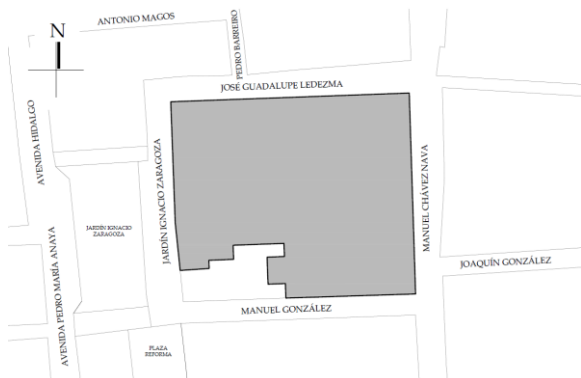 ANTONIO MAGOS
N
PEDRO BARREIRO
JOSÉ GUADALUPE LEDEZMA
AVENIDA HIDALGO
JARDÍN IGNACIO ZARAGOZA
MANUEL CHÁVEZ NAVA
JARDÍN IGNACIO
ZARAGOZA
JOAQUÍN GONZÁLEZ
AVENIDA PEDRO MARÍA ANAYA
MANUEL GONZÁLEZ
PLAZA
REFORMA